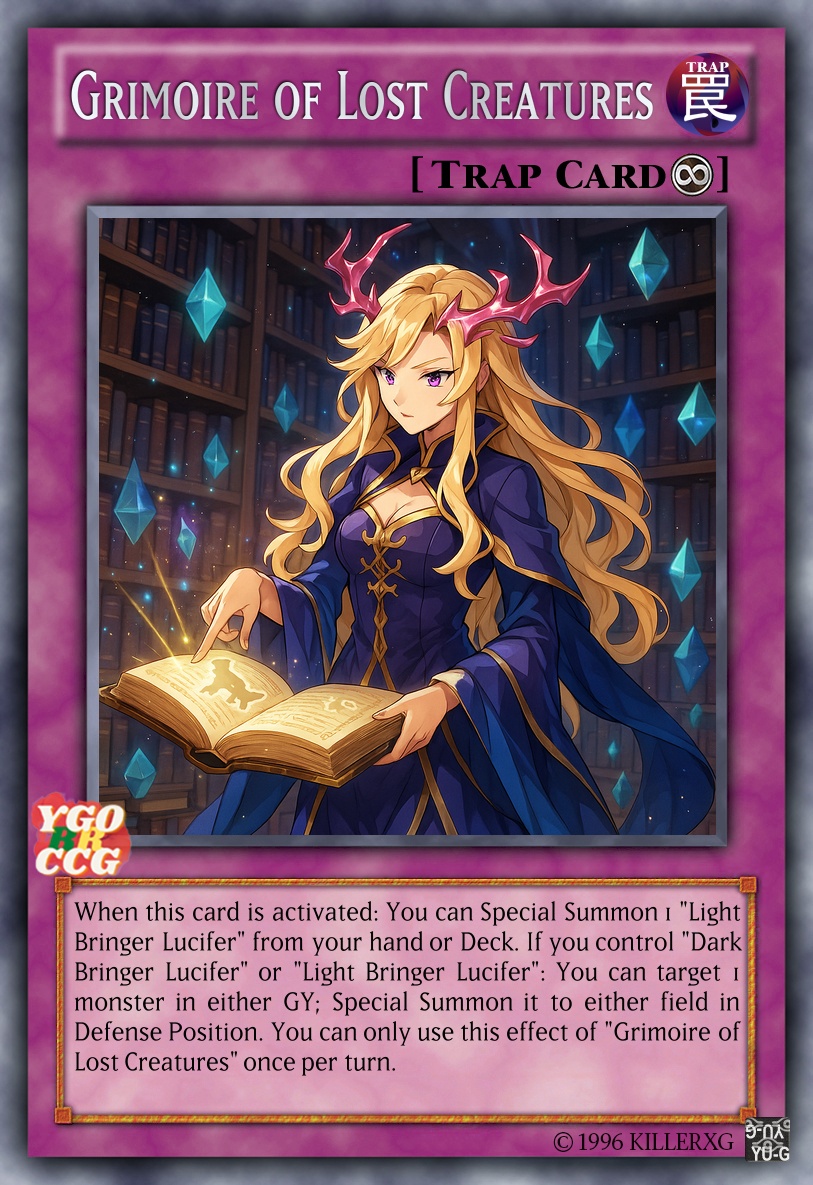 GRIMOIRE OF LOST CREATURES
TRAP
罠
[TRAP CARD]
YGO
BR
CCG
When this card is activated: You can Special Summon 1 "Light
Bringer Lucifer" from your hand or Deck. If you control "Dark
Bringer Lucifer" or "Light Bringer Lucifer": You can target 1
monster in either GY; Special Summon it to either field in
Defense Position. You can only use this effect of "Grimoire of
Lost Creatures" once per turn.
© 1996 KILLERXG
YU-G